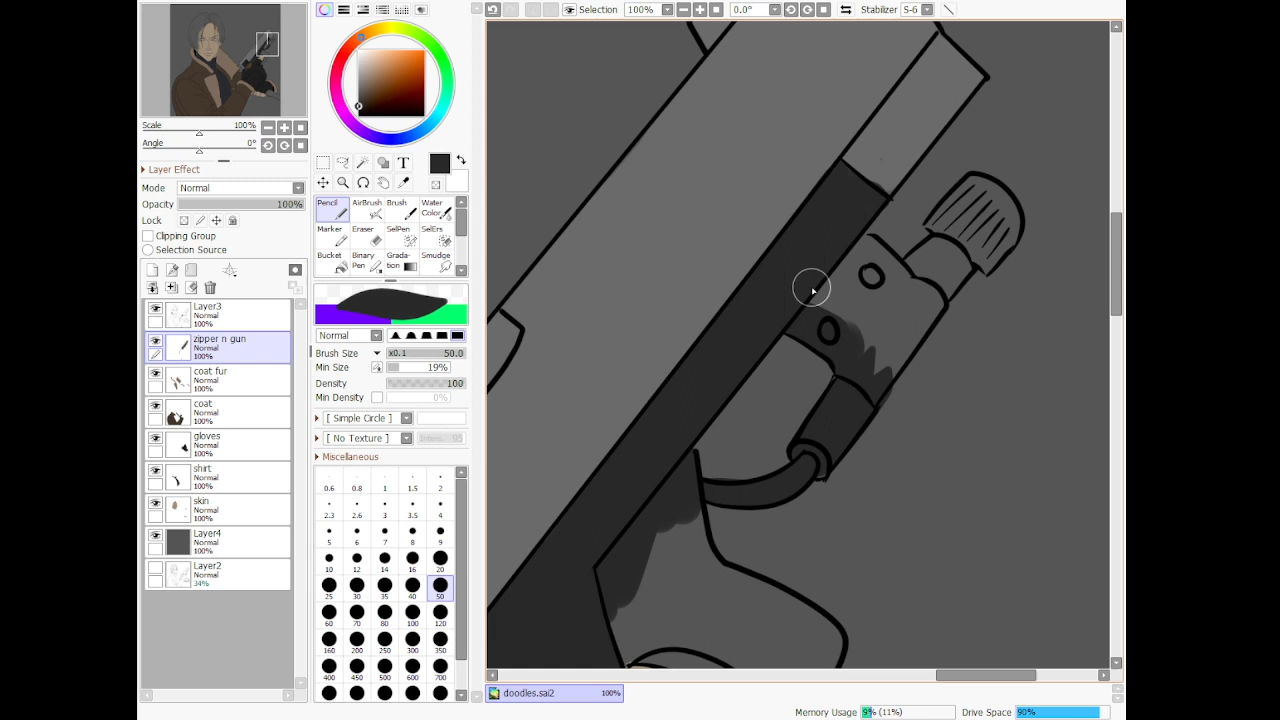 Selection 100% 0.0° Stabilizer S-6
Scale 100%
Angle 0°
Layer Effect
Mode Normal
Opacity 100%
Lock
Clipping Group
Selection Source
Layer3
Normal
100%
zipper n gun
Normal
100%
coat fur
Normal
100%
coat
Normal
100%
gloves
Normal
100%
shirt
Normal
100%
skin
Normal
100%
Layer4
Normal
100%
Layer2
Normal
34%
T
Pencil AirBrush Brush Water Color
Marker Eraser SelPen SelErs
Bucket Binary Pen Grada-tion Smudge
Normal
Brush Size x0.1 50.0
Min Size 19%
Density 100
Min Density 0%
[ Simple Circle ]
[ No Texture ] 95
Miscellaneous
0.6 0.8 1 1.5 2
2.3 2.6 3 3.5 4
5 6 7 8 9
10 12 14 16 20
25 30 35 40 50
60 70 80 100 120
160 200 250 300 350
400 450 500 600 700
doodles.sai2 100%
Memory Usage 9% (11%) Drive Space 90%